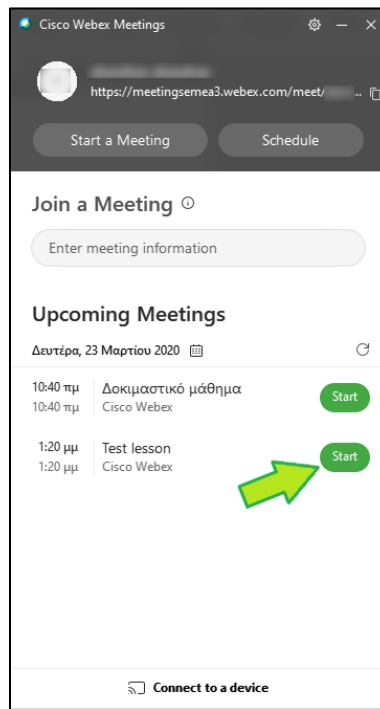 Cisco Webex Meetings
https://meetingsemea3.webex.com/meet/ ..
Start a Meeting
Schedule
Join a Meeting
Enter meeting information
Upcoming Meetings
Δευτέρα, 23 Μαρτίου 2020
10:40 πμ Δοκιμαστικό μάθημα Start
10:40 πμ Cisco Webex
1:20 μμ Test lesson Start
1:20 μμ Cisco Webex
Connect to a device